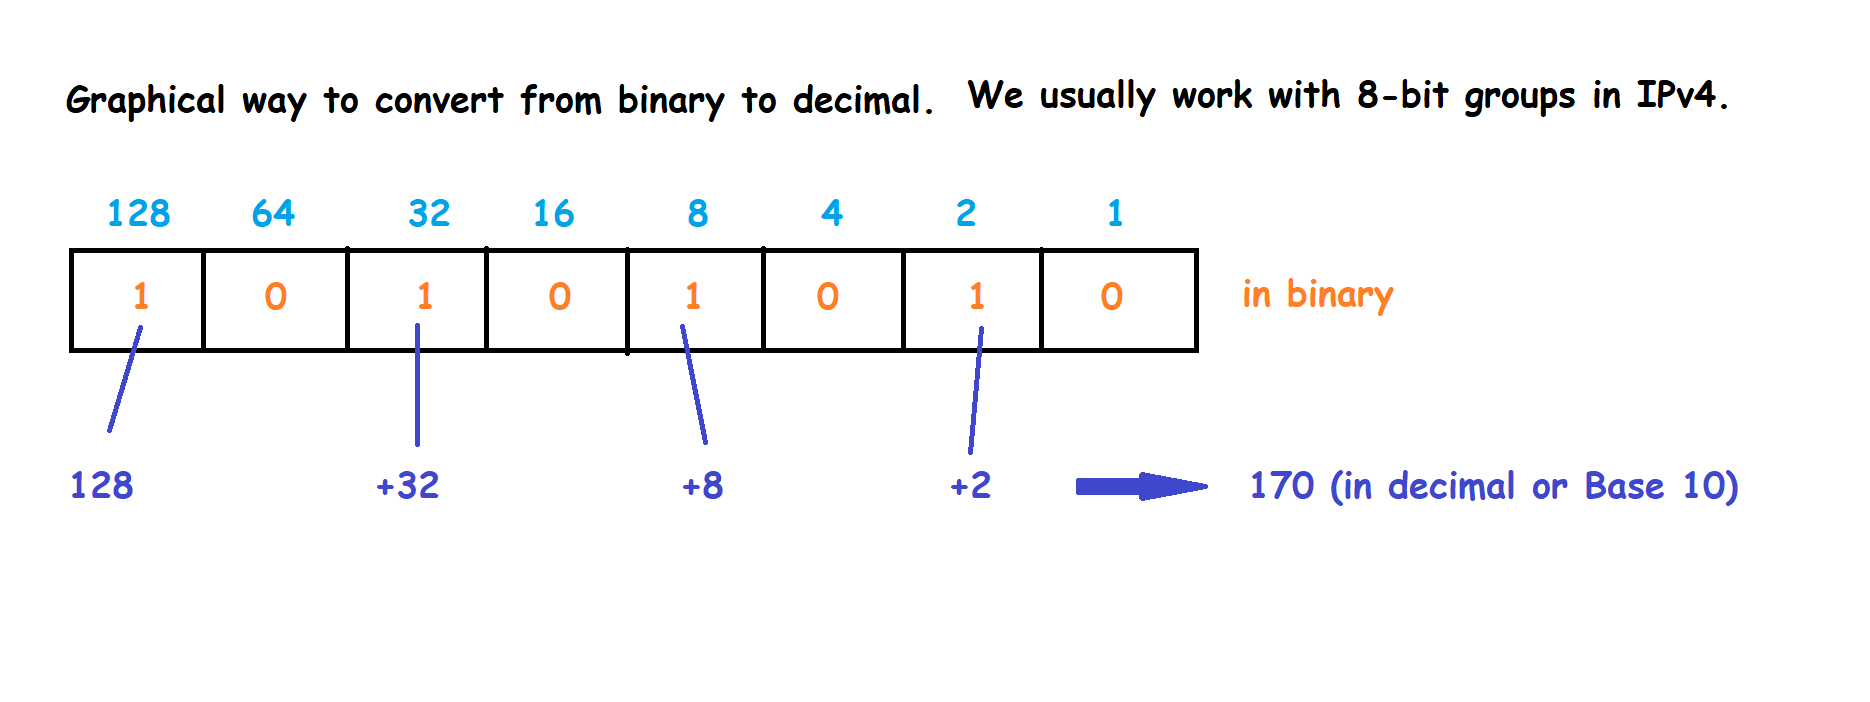 Graphical way to convert from binary to decimal. We usually work with 8-bit groups in IPv4.
128 64 32 16 8 4 2 1
1 0 1 0 1 0 1 0 in binary
128 +32 +8 +2 170 (in decimal or Base 10)